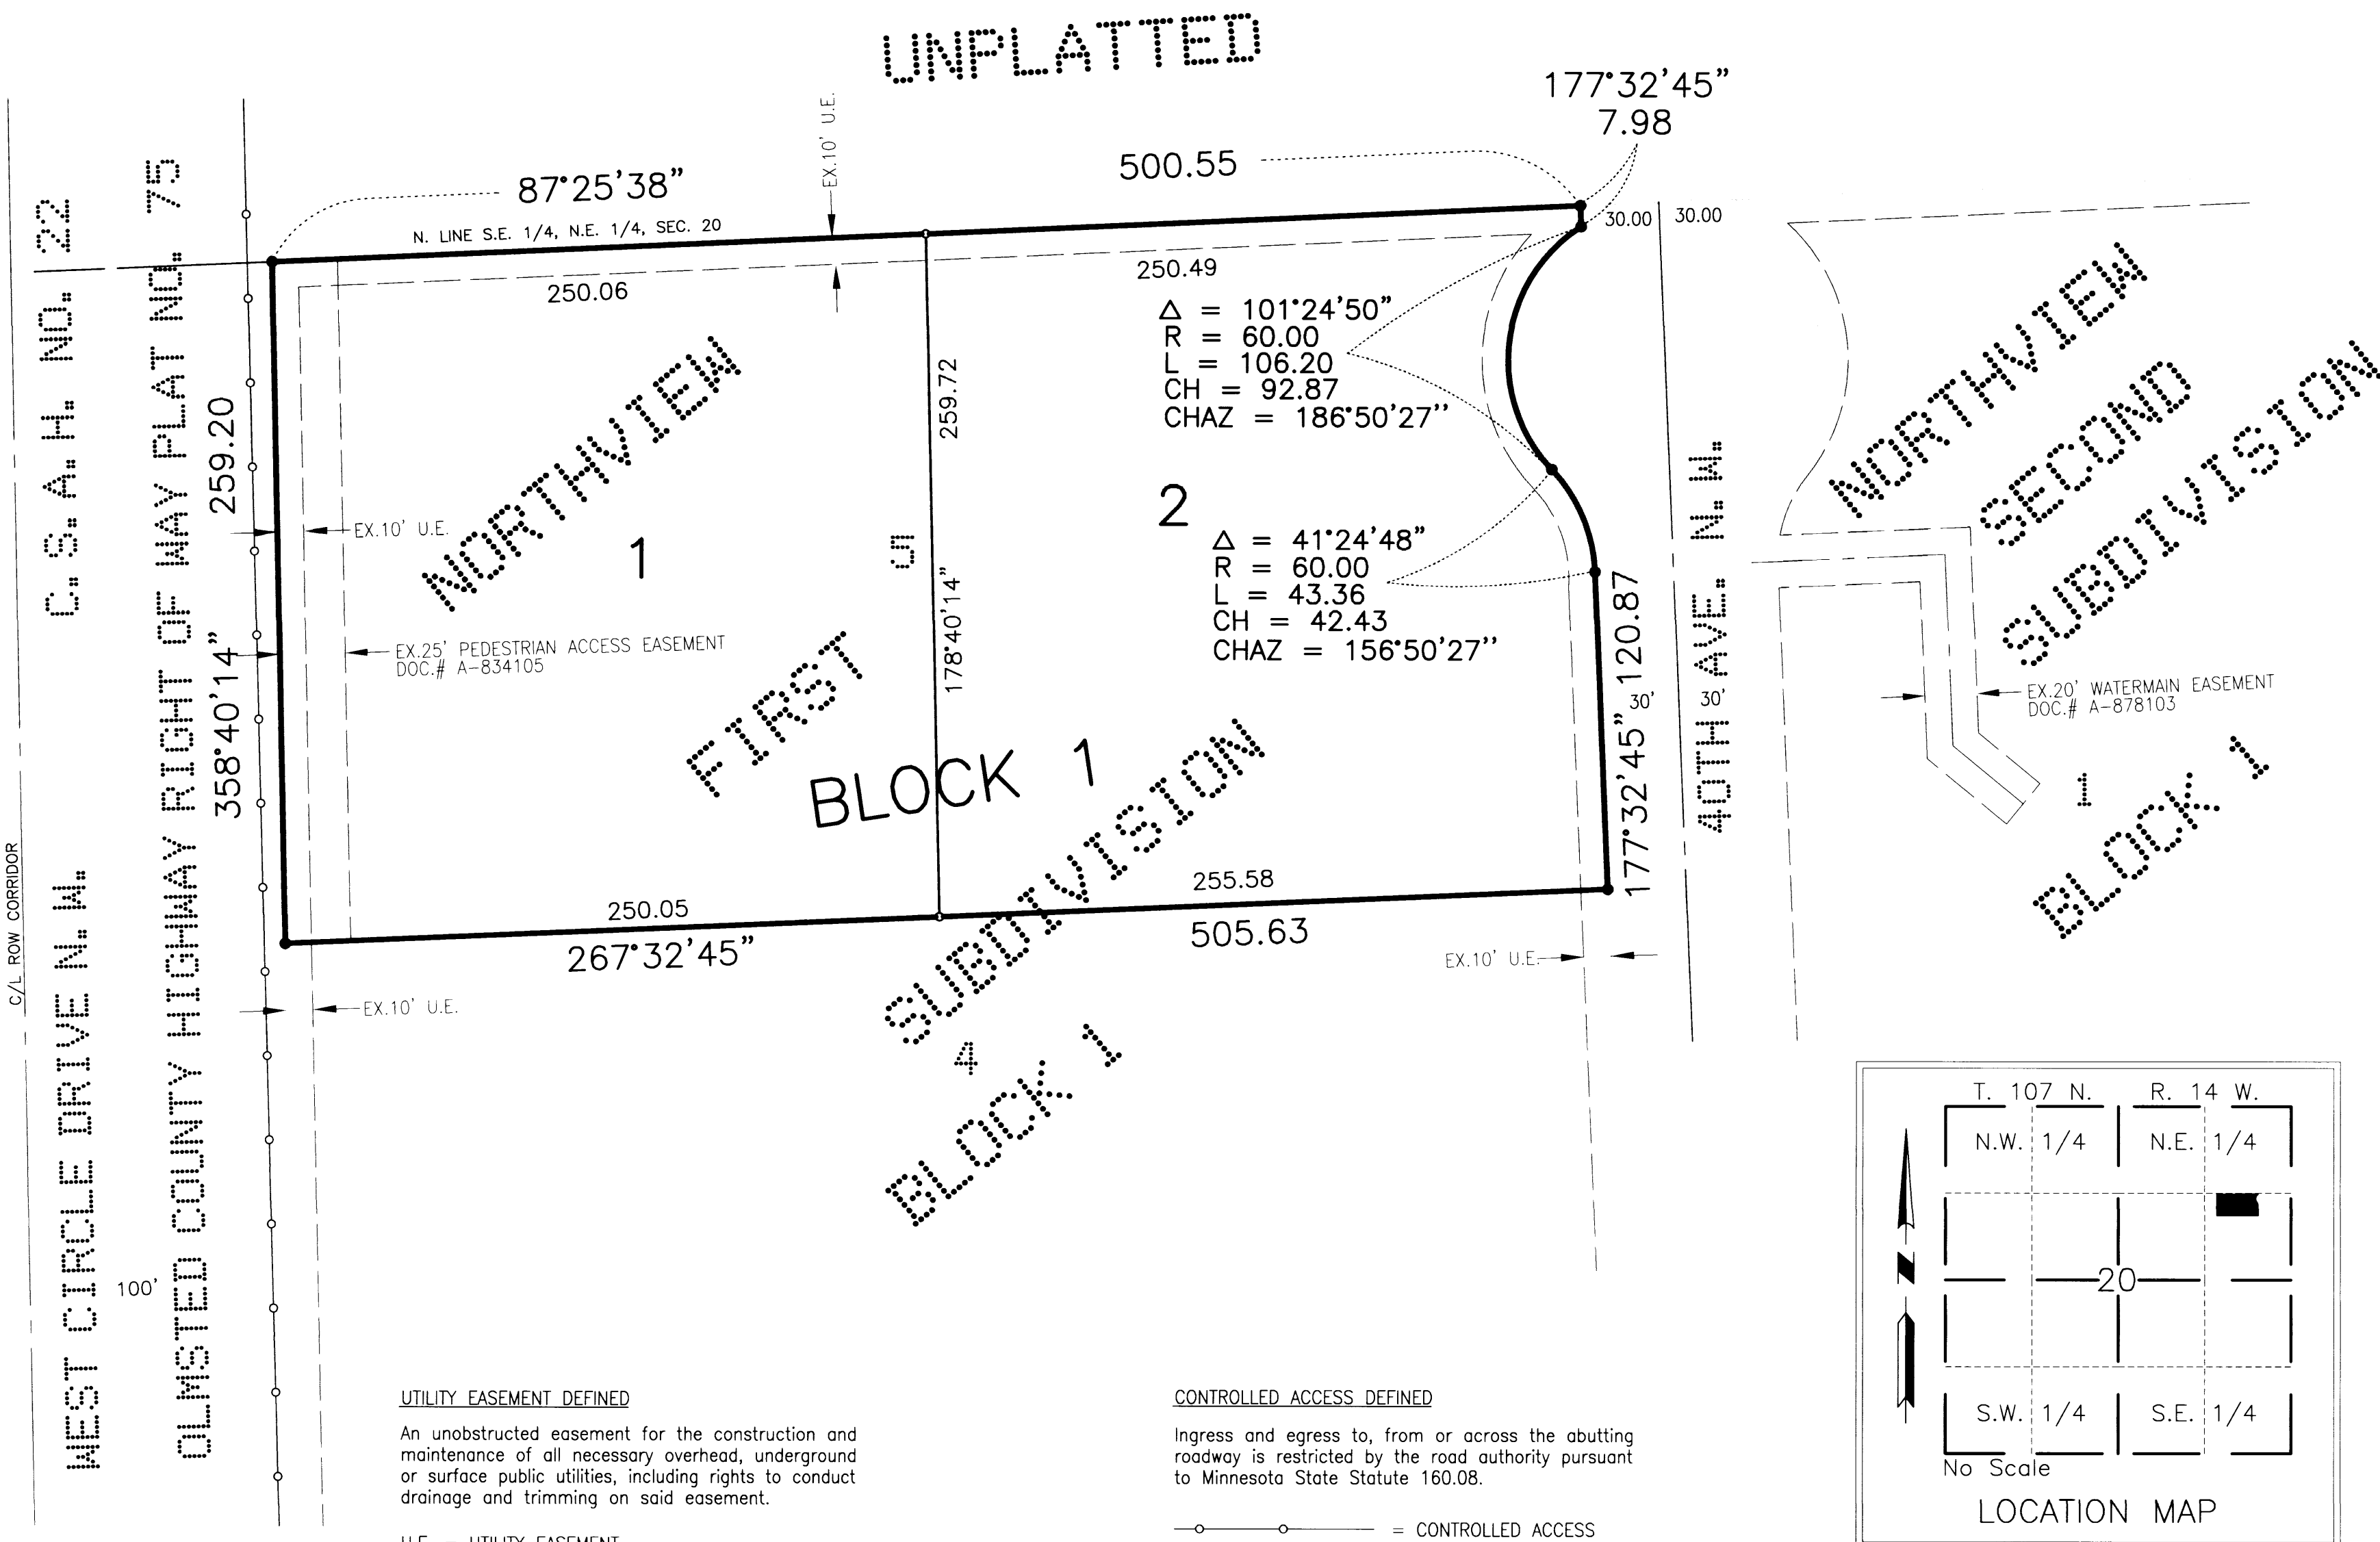 UNPLATTED
177°32'45"
7.98
87°25'38"
500.55
EX.10' U.E.
N. LINE S.E. 1/4, N.E. 1/4, SEC. 20
30.00
30.00
250.06
250.49
Δ = 101°24'50"
R = 60.00
L = 106.20
CH = 92.87
CHAZ = 186°50'27''
C. S. A. H. NO. 22
OLMSTED COUNTY HIGHWAY RIGHT OF WAY PLAT NO. 75
WEST CIRCLE DRIVE N. W.
C/L ROW CORRIDOR
100'
358°40'14" 259.20
EX.10' U.E.
EX.25' PEDESTRIAN ACCESS EASEMENT
DOC.# A-834105
NORTHVIEW
FIRST
SUBDIVISION
1
5
178°40'14" 259.72
2
Δ = 41°24'48"
R = 60.00
L = 43.36
CH = 42.43
CHAZ = 156°50'27''
BLOCK 1
177°32'45" 120.87
30'
30'
40TH AVE. N. W.
NORTHVIEW
SECOND
SUBDIVISION
EX.20' WATERMAIN EASEMENT
DOC.# A-878103
1
BLOCK 1
250.05
255.58
267°32'45"
505.63
EX.10' U.E.
EX.10' U.E.
4
BLOCK 1
UTILITY EASEMENT DEFINED
An unobstructed easement for the construction and
maintenance of all necessary overhead, underground
or surface public utilities, including rights to conduct
drainage and trimming on said easement.
U.E. = UTILITY EASEMENT
CONTROLLED ACCESS DEFINED
Ingress and egress to, from or across the abutting
roadway is restricted by the road authority pursuant
to Minnesota State Statute 160.08.
= CONTROLLED ACCESS
T. 107 N. R. 14 W.
N.W. 1/4 N.E. 1/4
N
20
S.W. 1/4 S.E. 1/4
No Scale
LOCATION MAP